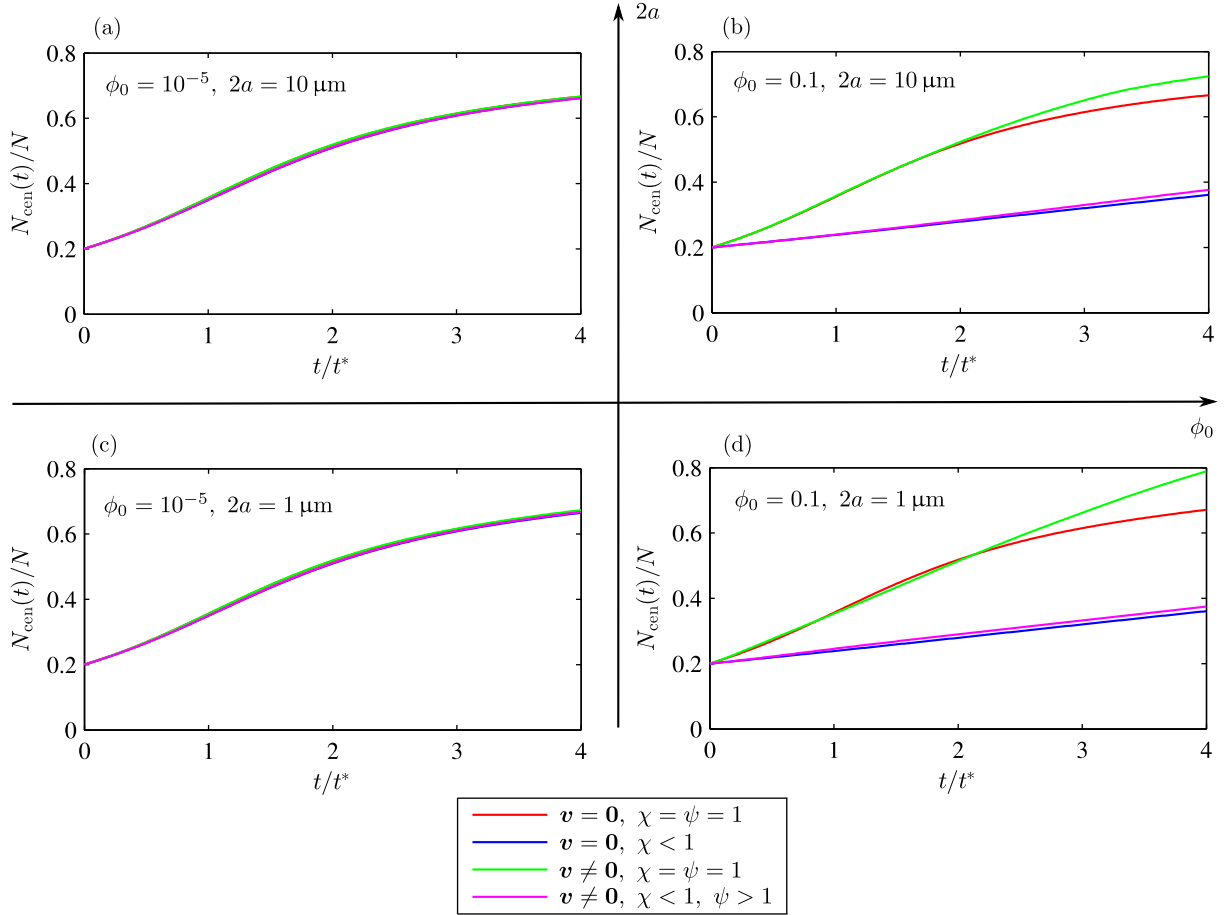 (a)
ϕ₀ = 10⁻⁵, 2a = 10 µm
N_cen(t)/N
0.8
0.6
0.4
0.2
0
0 1 2 3 4
t/t*
2a
(b)
ϕ₀ = 0.1, 2a = 10 µm
N_cen(t)/N
0.8
0.6
0.4
0.2
0
0 1 2 3 4
t/t*
ϕ₀
(c)
ϕ₀ = 10⁻⁵, 2a = 1 µm
N_cen(t)/N
0.8
0.6
0.4
0.2
0
0 1 2 3 4
t/t*
(d)
ϕ₀ = 0.1, 2a = 1 µm
N_cen(t)/N
0.8
0.6
0.4
0.2
0
0 1 2 3 4
t/t*
v = 0, χ = ψ = 1
v = 0, χ < 1
v ≠ 0, χ = ψ = 1
v ≠ 0, χ < 1, ψ > 1